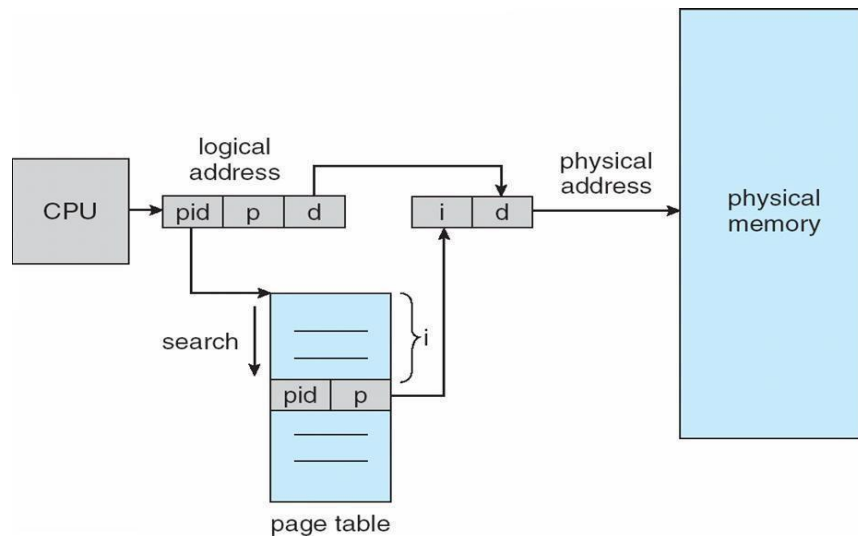 logical
address
physical
address
CPU
pid p d
i d
physical
memory
search
i
pid p
page table